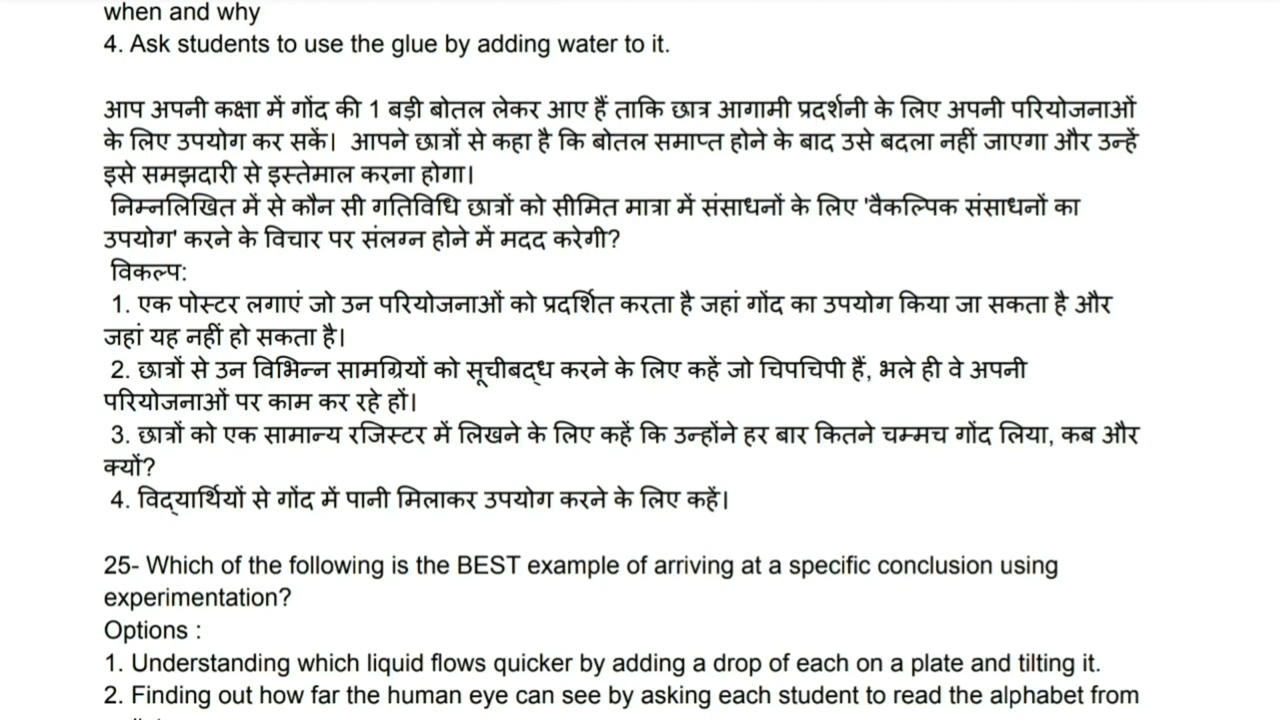 when and why
4. Ask students to use the glue by adding water to it.
आप अपनी कक्षा में गोंद की 1 बड़ी बोतल लेकर आए हैं ताकि छात्र आगामी प्रदर्शनी के लिए अपनी परियोजनाओं
के लिए उपयोग कर सकें। आपने छात्रों से कहा है कि बोतल समाप्त होने के बाद उसे बदला नहीं जाएगा और उन्हें
इसे समझदारी से इस्तेमाल करना होगा।
निम्नलिखित में से कौन सी गतिविधि छात्रों को सीमित मात्रा में संसाधनों के लिए 'वैकल्पिक संसाधनों का
उपयोग' करने के विचार पर संलग्न होने में मदद करेगी?
विकल्प:
1. एक पोस्टर लगाएं जो उन परियोजनाओं को प्रदर्शित करता है जहां गोंद का उपयोग किया जा सकता है और
जहां यह नहीं हो सकता है।
2. छात्रों से उन विभिन्न सामग्रियों को सूचीबद्ध करने के लिए कहें जो चिपचिपी हैं, भले ही वे अपनी
परियोजनाओं पर काम कर रहे हों।
3. छात्रों को एक सामान्य रजिस्टर में लिखने के लिए कहें कि उन्होंने हर बार कितने चम्मच गोंद लिया, कब और
क्यों?
4. विद्यार्थियों से गोंद में पानी मिलाकर उपयोग करने के लिए कहें।
25- Which of the following is the BEST example of arriving at a specific conclusion using
experimentation?
Options :
1. Understanding which liquid flows quicker by adding a drop of each on a plate and tilting it.
2. Finding out how far the human eye can see by asking each student to read the alphabet from